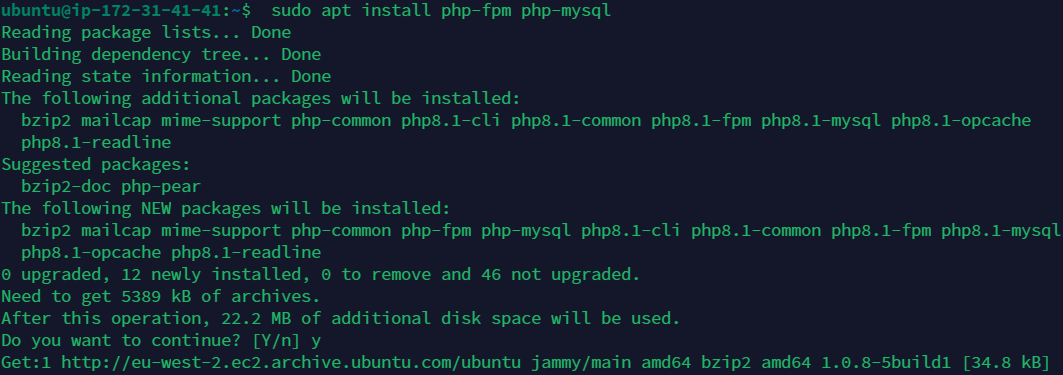 ubuntu@ip-172-31-41-41:~$  sudo apt install php-fpm php-mysql
Reading package lists... Done
Building dependency tree... Done
Reading state information... Done
The following additional packages will be installed:
  bzip2 mailcap mime-support php-common php8.1-cli php8.1-common php8.1-fpm php8.1-mysql php8.1-opcache
  php8.1-readline
Suggested packages:
  bzip2-doc php-pear
The following NEW packages will be installed:
  bzip2 mailcap mime-support php-common php-fpm php-mysql php8.1-cli php8.1-common php8.1-fpm php8.1-mysql
  php8.1-opcache php8.1-readline
0 upgraded, 12 newly installed, 0 to remove and 46 not upgraded.
Need to get 5389 kB of archives.
After this operation, 22.2 MB of additional disk space will be used.
Do you want to continue? [Y/n] y
Get:1 http://eu-west-2.ec2.archive.ubuntu.com/ubuntu jammy/main amd64 bzip2 amd64 1.0.8-5build1 [34.8 kB]